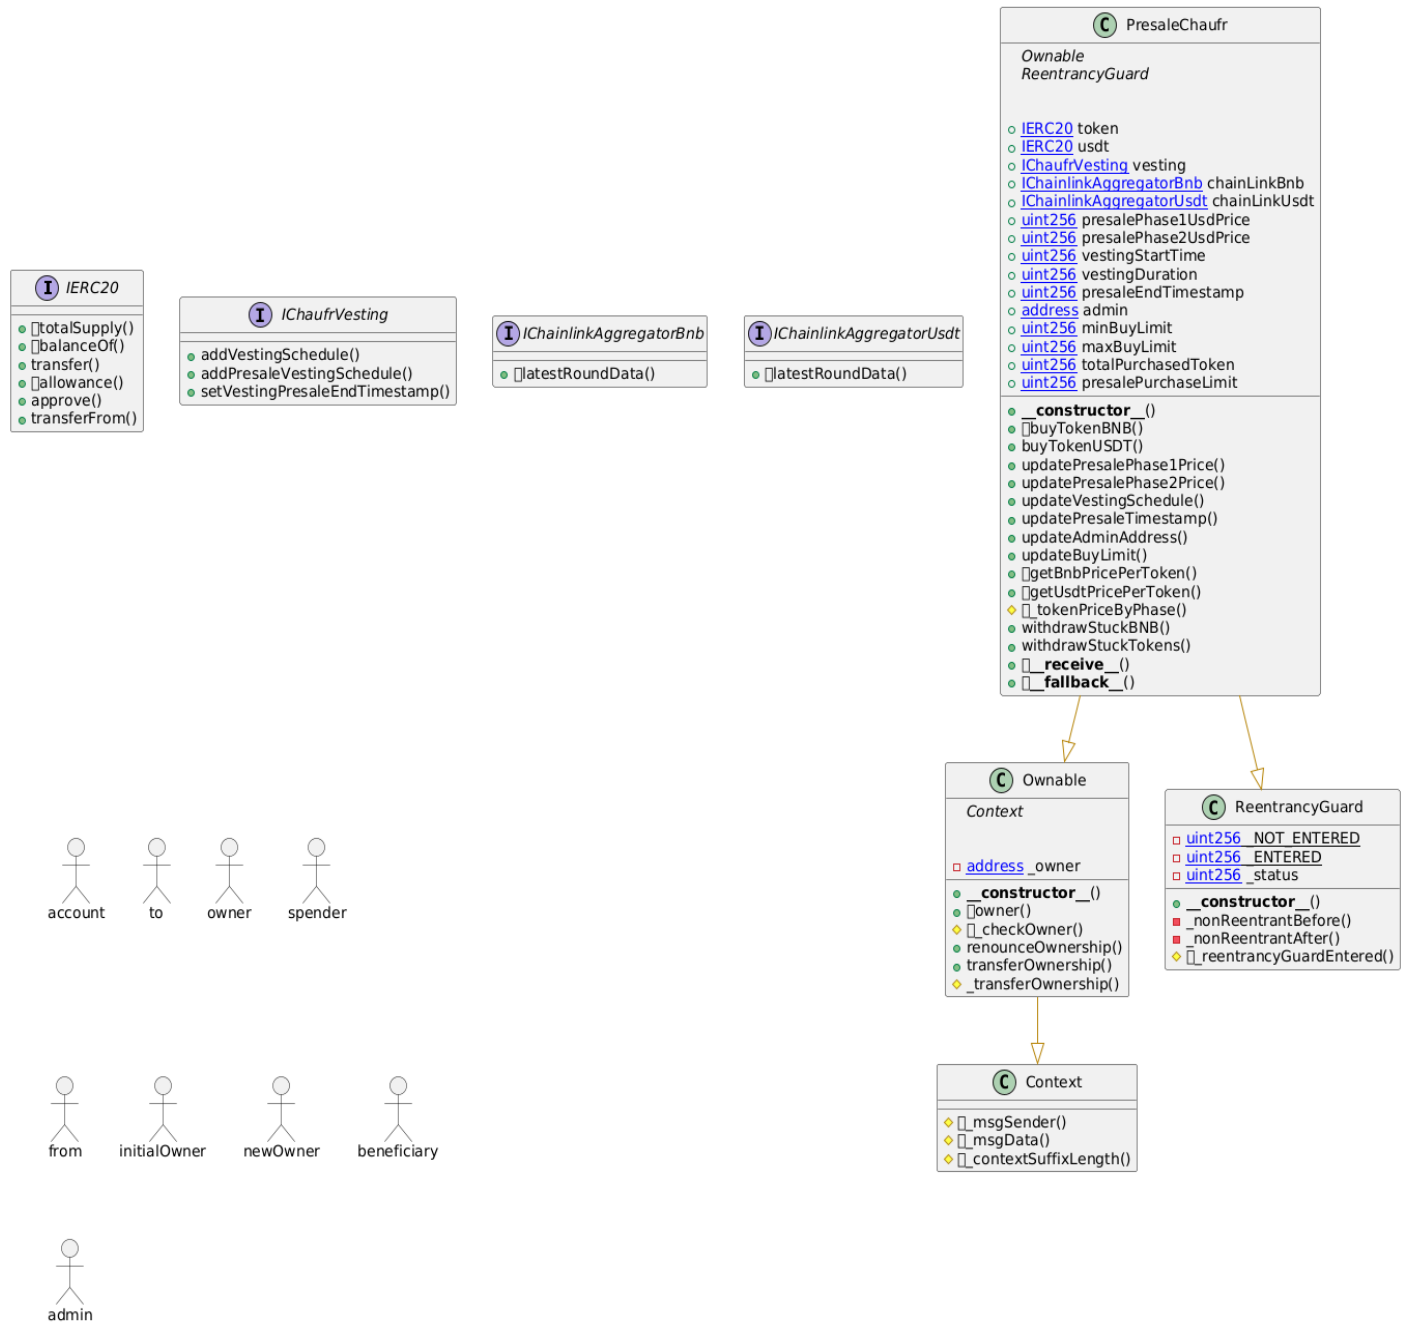 PresaleChaufr
Ownable
ReentrancyGuard
IERC20 token
IERC20 usdt
IChaufrVesting vesting
IChainlinkAggregatorBnb chainLinkBnb
IChainlinkAggregatorUsdt chainLinkUsdt
uint256 presalePhase1UsdPrice
uint256 presalePhase2UsdPrice
uint256 vestingStartTime
uint256 vestingDuration
uint256 presaleEndTimestamp
address admin
uint256 minBuyLimit
uint256 maxBuyLimit
uint256 totalPurchasedToken
uint256 presalePurchaseLimit
__constructor__()
buyTokenBNB()
buyTokenUSDT()
updatePresalePhase1Price()
updatePresalePhase2Price()
updateVestingSchedule()
updatePresaleTimestamp()
updateAdminAddress()
updateBuyLimit()
getBnbPricePerToken()
getUsdtPricePerToken()
_tokenPriceByPhase()
withdrawStuckBNB()
withdrawStuckTokens()
__receive__()
__fallback__()
I IERC20
totalSupply()
balanceOf()
transfer()
allowance()
approve()
transferFrom()
I IChaufrVesting
addVestingSchedule()
addPresaleVestingSchedule()
setVestingPresaleEndTimestamp()
I IChainlinkAggregatorBnb
latestRoundData()
I IChainlinkAggregatorUsdt
latestRoundData()
C Ownable
Context
address _owner
__constructor__()
owner()
_checkOwner()
renounceOwnership()
transferOwnership()
_transferOwnership()
C ReentrancyGuard
uint256 _NOT_ENTERED
uint256 _ENTERED
uint256 _status
__constructor__()
_nonReentrantBefore()
_nonReentrantAfter()
_reentrancyGuardEntered()
C Context
_msgSender()
_msgData()
_contextSuffixLength()
account
to
owner
spender
from
initialOwner
newOwner
beneficiary
admin